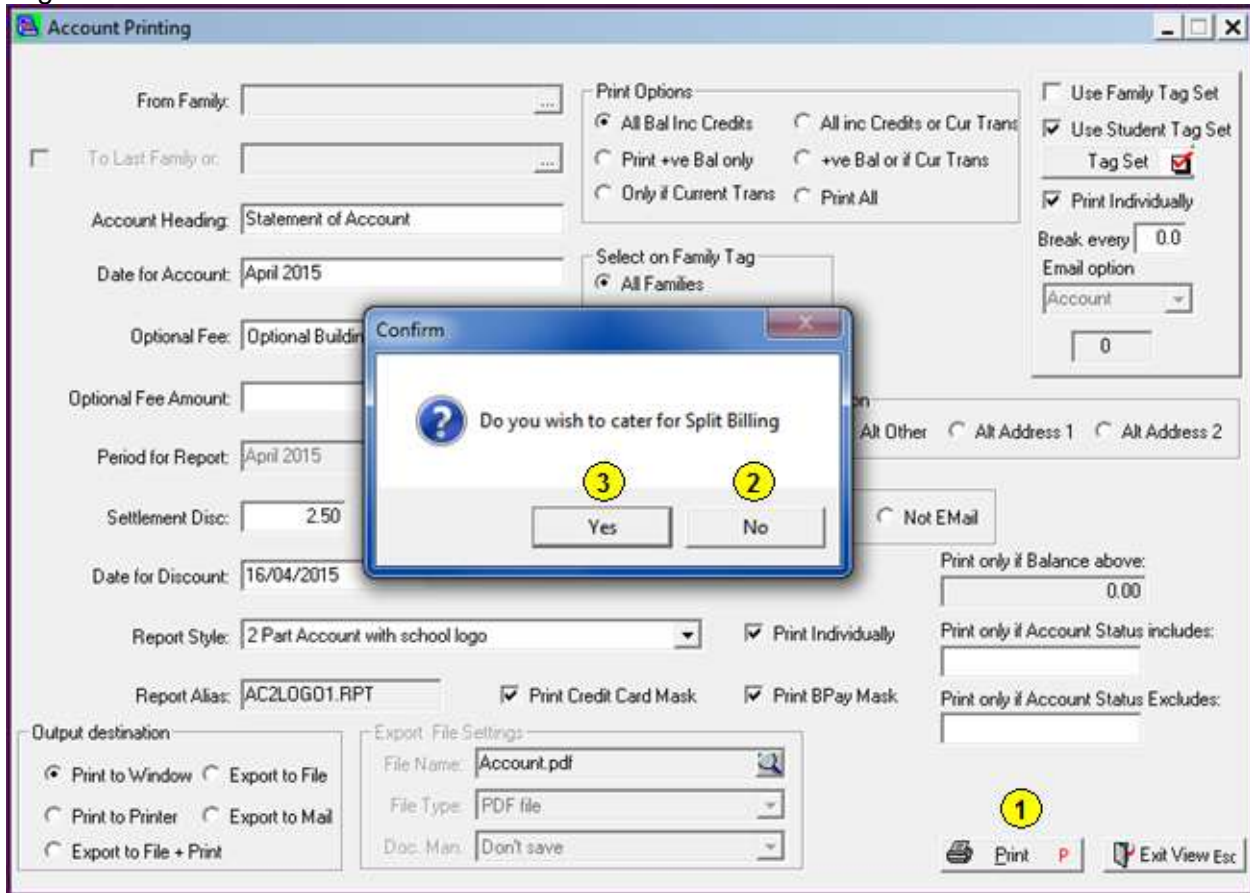 Account Printing
From Family:
...
To Last Family or:
...
Account Heading:
Statement of Account
Date for Account:
April 2015
Optional Fee:
Optional Buildin
Optional Fee Amount:
Period for Report:
April 2015
Settlement Disc:
2.50
Date for Discount:
16/04/2015
Report Style:
2 Part Account with school logo
Print Individually
Report Alias:
AC2LOGO1.RPT
Print Credit Card Mask
Print BPay Mask
Print Options
All Bal Inc Credits
All inc Credits or Cur Trans
Print +ve Bal only
+ve Bal or if Cur Trans
Only if Current Trans
Print All
Select on Family Tag
All Families
Use Family Tag Set
Use Student Tag Set
Tag Set
Print Individually
Break every
0.0
Email option
Account
0
Confirm
Do you wish to cater for Split Billing
3
2
Yes
No
Alt Other
Alt Address 1
Alt Address 2
Not EMail
Print only if Balance above:
0.00
Print only if Account Status includes:
Print only if Account Status Excludes:
Output destination
Print to Window
Export to File
Print to Printer
Export to Mail
Export to File + Print
Export File Settings
File Name:
Account.pdf
File Type:
PDF file
Doc. Man.
Don't save
1
Print P
Exit View Esc